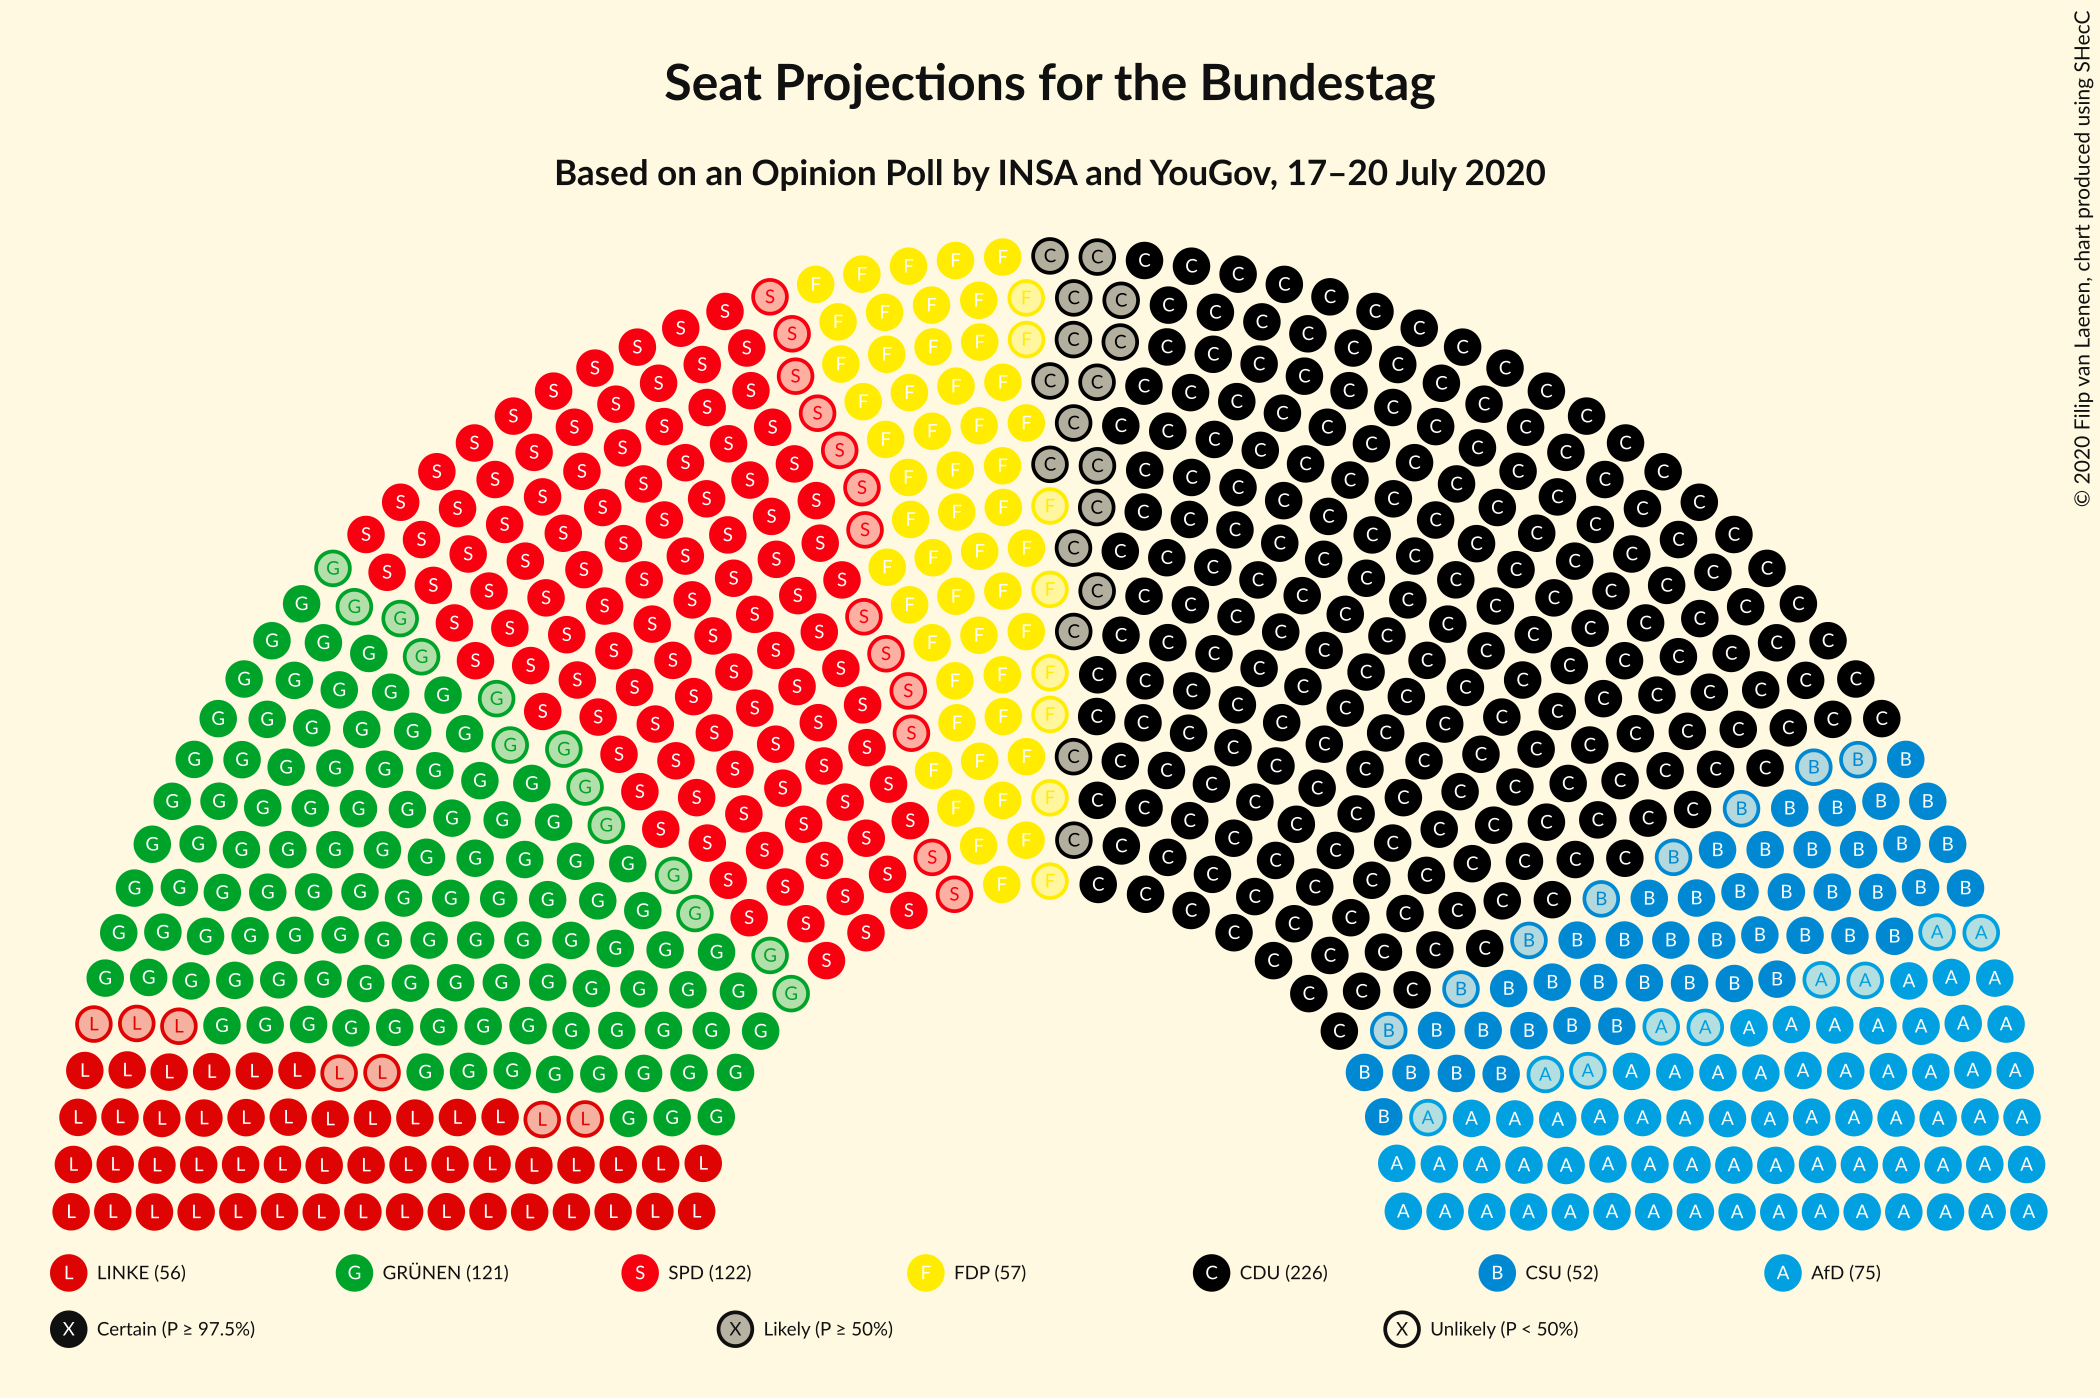 Seat Projections for the Bundestag
Based on an Opinion Poll by INSA and YouGov, 17–20 July 2020
© 2020 Filip van Laenen, chart produced using SHecC
L LINKE (56) G GRÜNEN (121) S SPD (122) F FDP (57) C CDU (226) B CSU (52) A AfD (75)
X Certain (P ≥ 97.5%) X Likely (P ≥ 50%) X Unlikely (P < 50%)